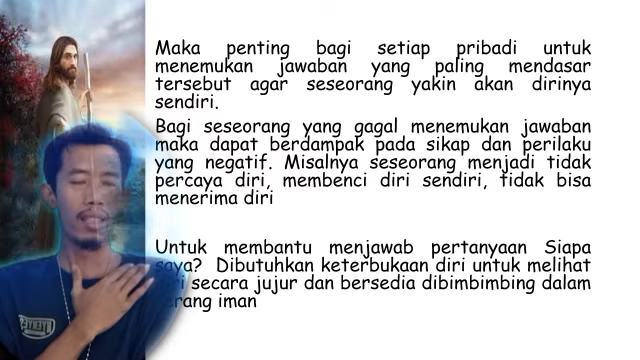 Maka penting bagi setiap pribadi untuk
menemukan jawaban yang paling mendasar
tersebut agar seseorang yakin akan dirinya
sendiri.
Bagi seseorang yang gagal menemukan jawaban
maka dapat berdampak pada sikap dan perilaku
yang negatif. Misalnya seseorang menjadi tidak
percaya diri, membenci diri sendiri, tidak bisa
menerima diri
Untuk membantu menjawab pertanyaan Siapa
saya? Dibutuhkan keterbukaan diri untuk melihat
secara jujur dan bersedia dibimbimbing dalam
iman